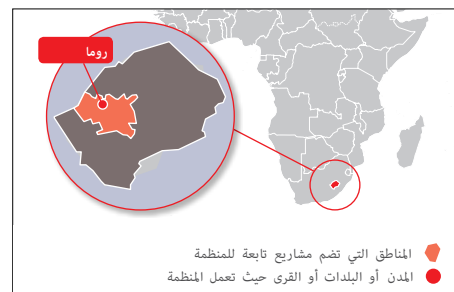 روما
المناطق التي تضم مشاريع تابعة للمنظمة
المدن أو البلدات أو القرى حيث تعمل المنظمة